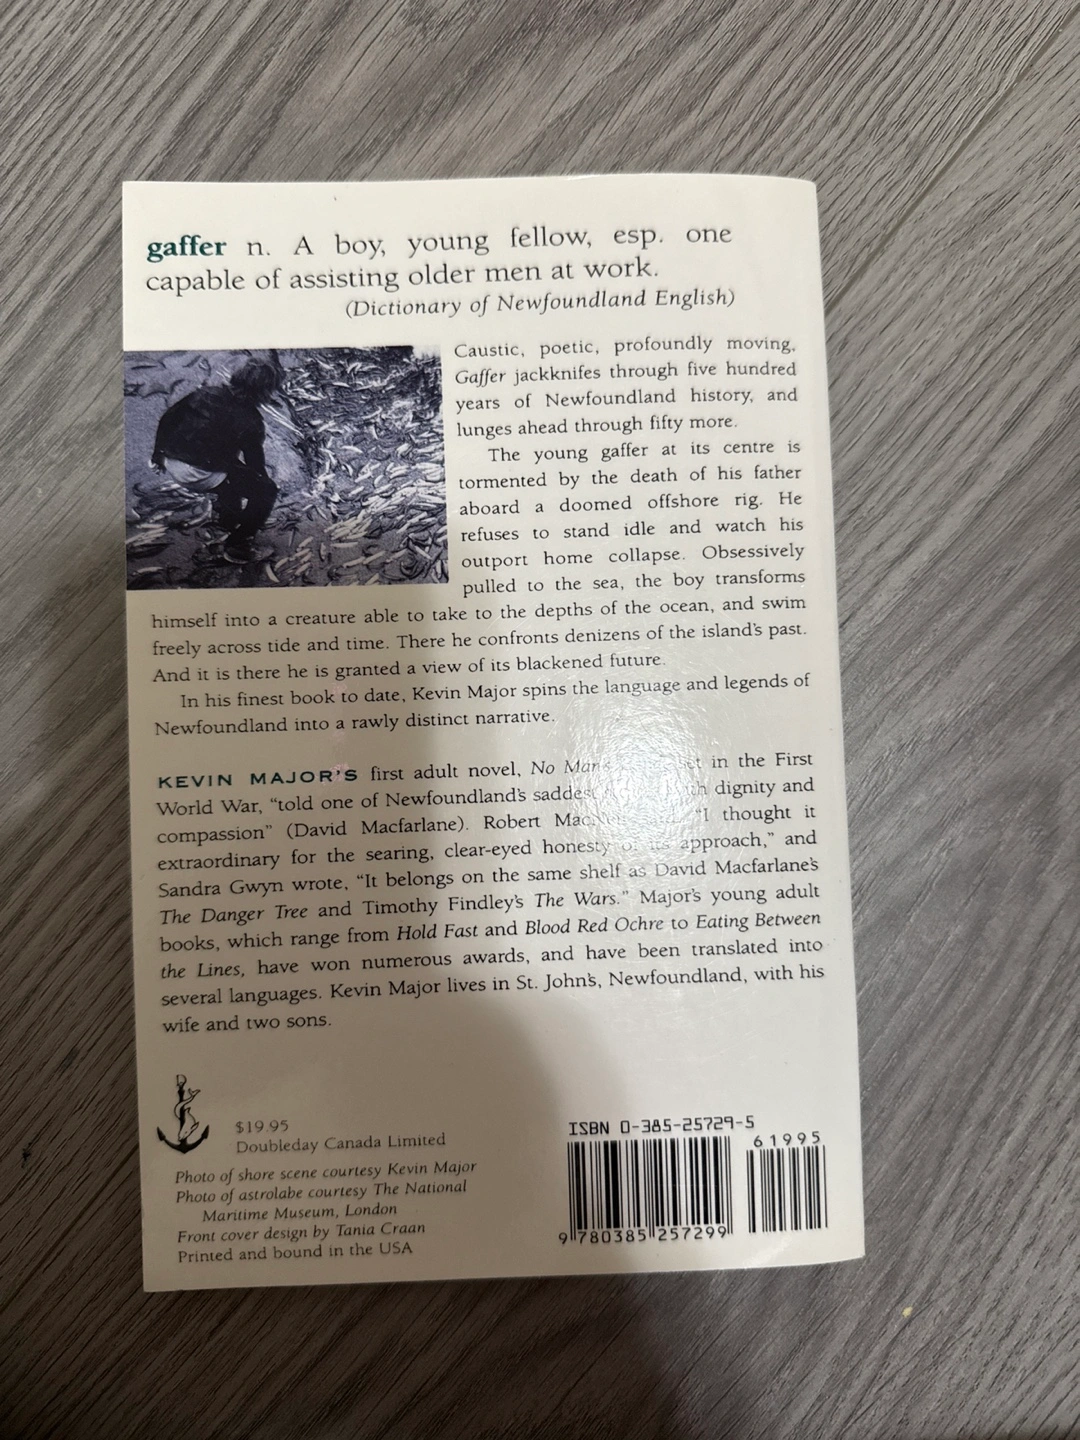 gaffer n. A boy, young fellow, esp. one
capable of assisting older men at work.
(Dictionary of Newfoundland English)
Caustic, poetic, profoundly moving,
Gaffer jackknifes through five hundred
years of Newfoundland history, and
lunges ahead through fifty more.
The young gaffer at its centre is
tormented by the death of his father
aboard a doomed offshore rig. He
refuses to stand idle and watch his
outport home collapse. Obsessively
pulled to the sea, the boy transforms
himself into a creature able to take to the depths of the ocean, and swim
freely across tide and time. There he confronts denizens of the island's past.
And it is there he is granted a view of its blackened future.
In his finest book to date, Kevin Major spins the language and legends of
Newfoundland into a rawly distinct narrative.
KEVIN MAJOR'S first adult novel, No Man's in the First
World War, "told one of Newfoundland's saddest with dignity and
compassion" (David Macfarlane). Robert "I thought it
extraordinary for the searing, clear-eyed honesty of its approach," and
Sandra Gwyn wrote, "It belongs on the same shelf as David Macfarlane's
The Danger Tree and Timothy Findley's The Wars." Major's young adult
books, which range from Hold Fast and Blood Red Ochre to Eating Between
the Lines, have won numerous awards, and have been translated into
several languages. Kevin Major lives in St. John's, Newfoundland, with his
wife and two sons.
$19.95
Doubleday Canada Limited
Photo of shore scene courtesy Kevin Major
Photo of astrolabe courtesy The National
Maritime Museum, London
Front cover design by Tania Craan
Printed and bound in the USA
ISBN 0-385-25729-5
61995
9 780385 257299